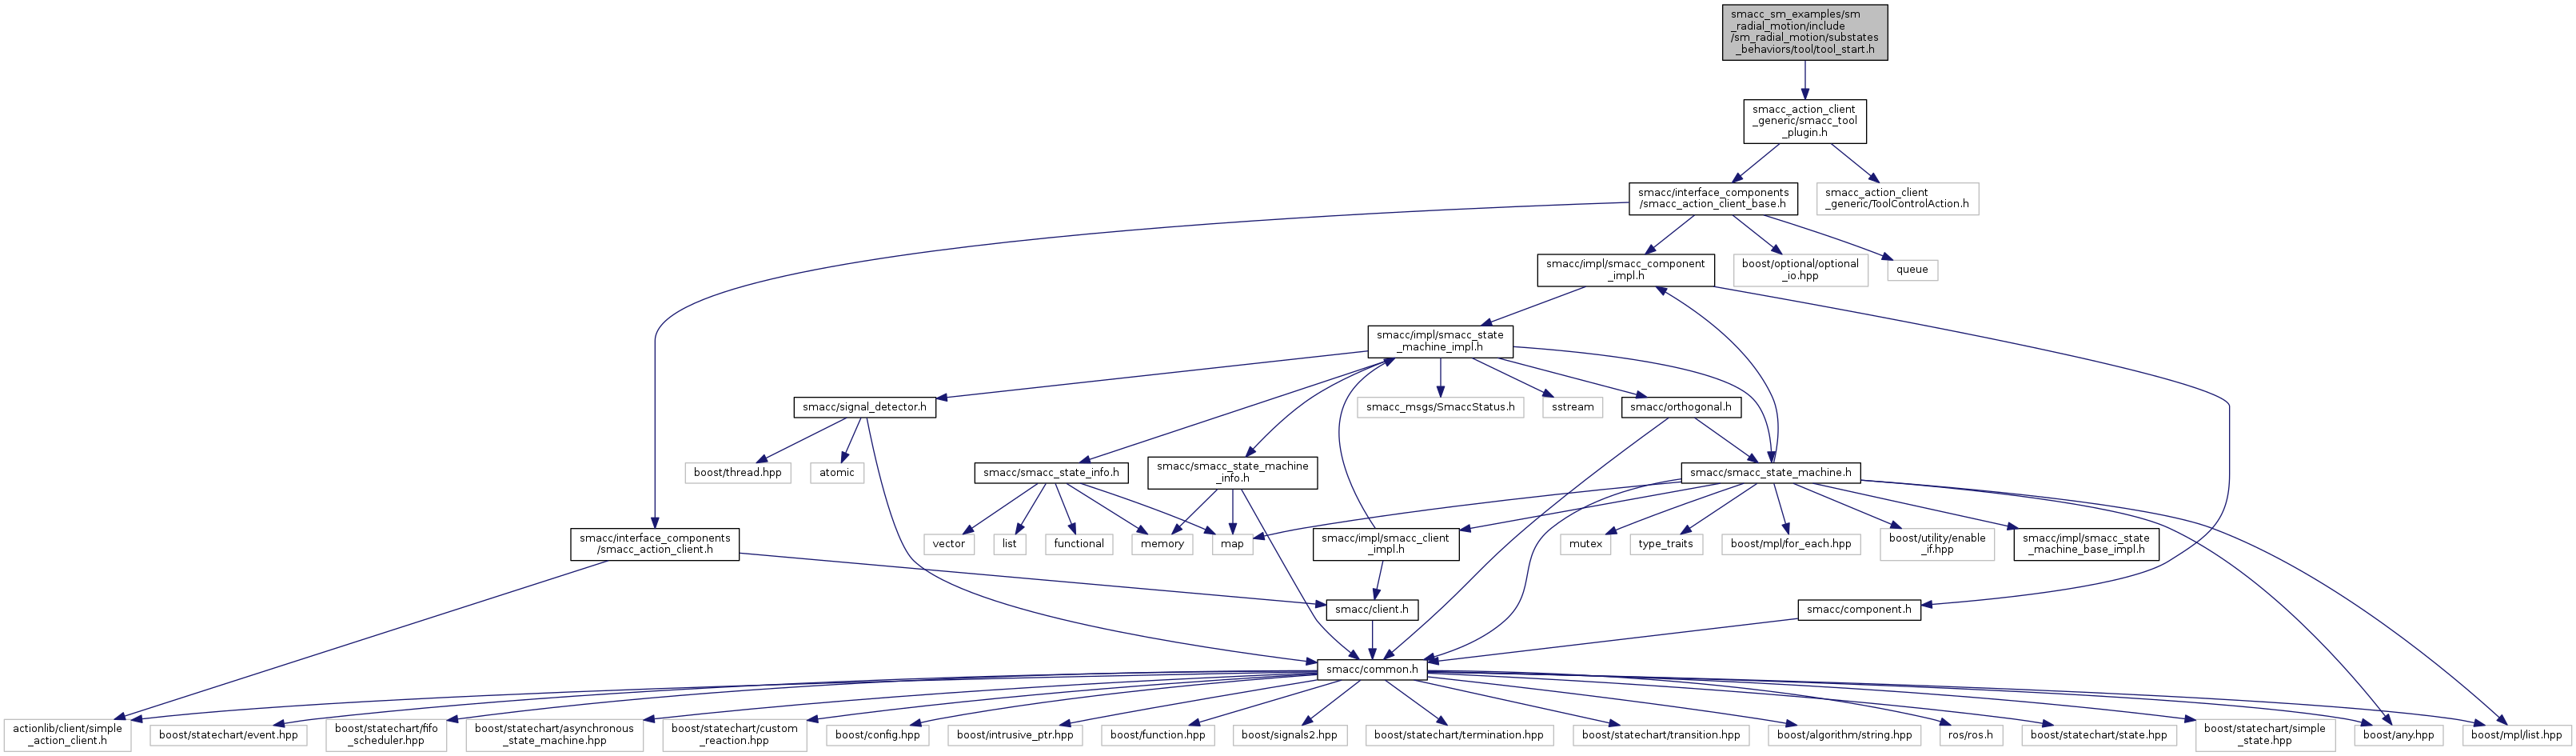 smacc_sm_examples/sm
_radial_motion/include
/sm_radial_motion/substates
_behaviors/tool/tool_start.h
smacc_action_client
_generic/smacc_tool
_plugin.h
smacc/interface_components
/smacc_action_client_base.h
smacc_action_client
_generic/ToolControlAction.h
smacc/impl/smacc_component
_impl.h
boost/optional/optional
_io.hpp
queue
smacc/impl/smacc_state
_machine_impl.h
smacc/signal_detector.h
smacc_msgs/SmaccStatus.h
sstream
smacc/orthogonal.h
boost/thread.hpp
atomic
smacc/smacc_state_info.h
smacc/smacc_state_machine
_info.h
smacc/smacc_state_machine.h
smacc/interface_components
/smacc_action_client.h
vector
list
functional
memory
map
smacc/impl/smacc_client
_impl.h
mutex
type_traits
boost/mpl/for_each.hpp
boost/utility/enable
_if.hpp
smacc/impl/smacc_state
_machine_base_impl.h
smacc/client.h
smacc/component.h
smacc/common.h
actionlib/client/simple
_action_client.h
boost/statechart/event.hpp
boost/statechart/fifo
_scheduler.hpp
boost/statechart/asynchronous
_state_machine.hpp
boost/statechart/custom
_reaction.hpp
boost/config.hpp
boost/intrusive_ptr.hpp
boost/function.hpp
boost/signals2.hpp
boost/statechart/termination.hpp
boost/statechart/transition.hpp
boost/algorithm/string.hpp
ros/ros.h
boost/statechart/state.hpp
boost/statechart/simple
_state.hpp
boost/any.hpp
boost/mpl/list.hpp